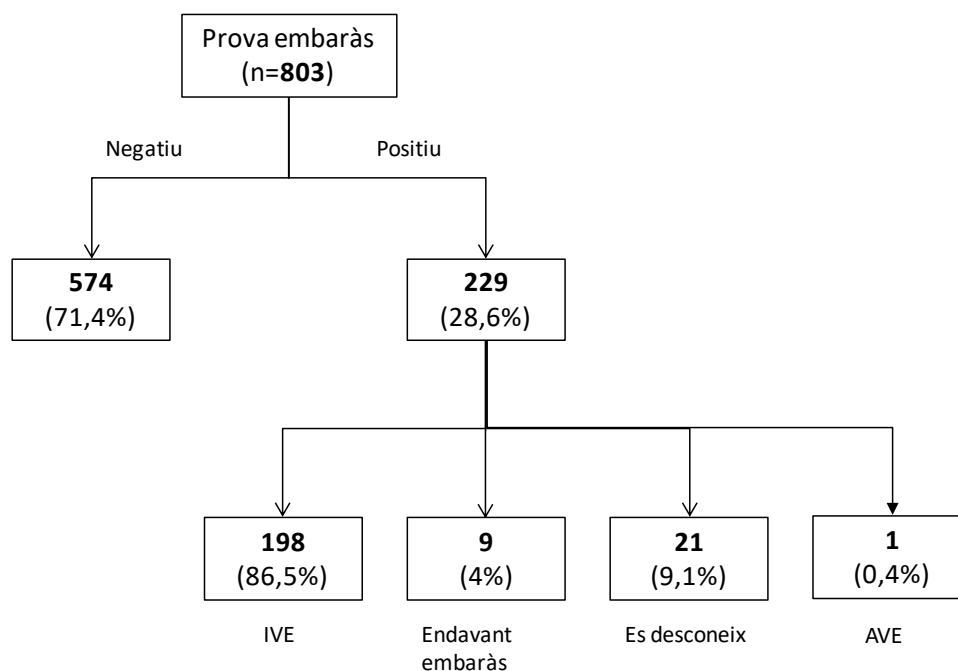 Prova embaràs
(n=803)
Negatiu
Positiu
574
(71,4%)
229
(28,6%)
198
(86,5%)
9
(4%)
21
(9,1%)
1
(0,4%)
IVE
Endavant
embaràs
Es desconeix
AVE